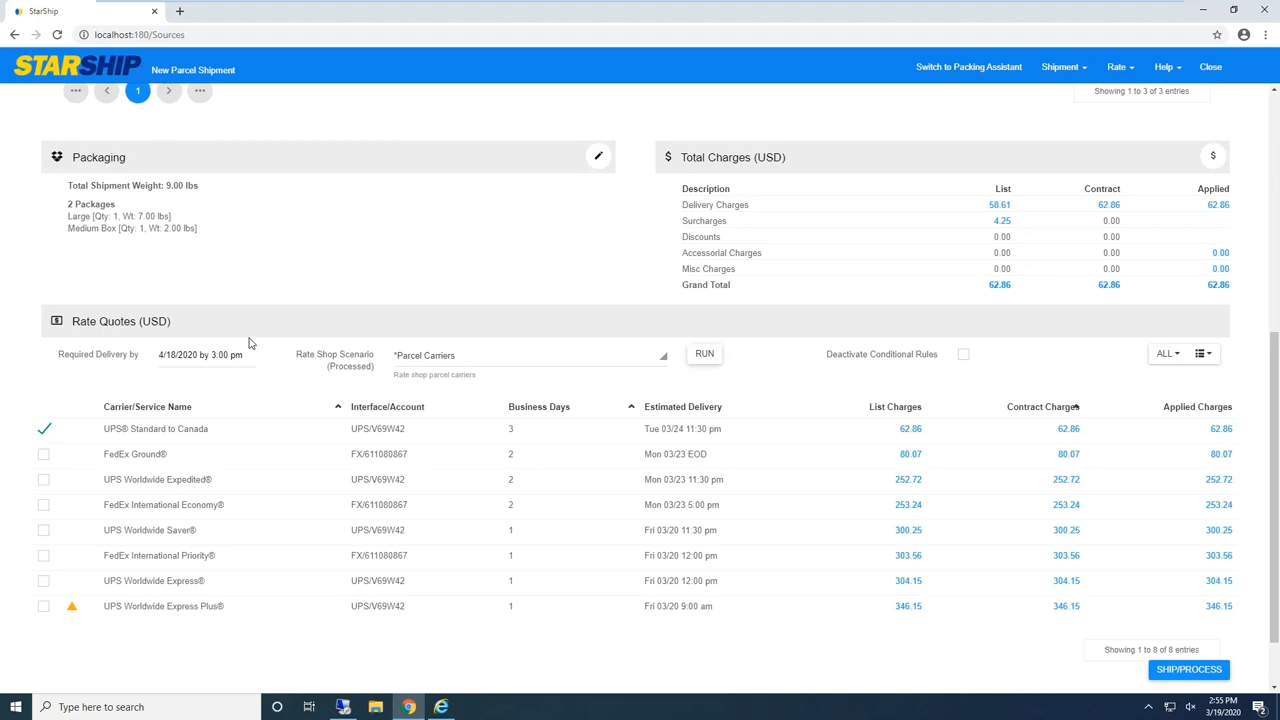 StarShip
localhost:180/Sources
STARSHIP New Parcel Shipment Switch to Packing Assistant Shipment Rate Help Close
1 Showing 1 to 3 of 3 entries
Packaging
Total Shipment Weight: 9.00 lbs
2 Packages
Large [Qty: 1, Wt: 7.00 lbs]
Medium Box [Qty: 1, Wt: 2.00 lbs]
$ Total Charges (USD) $
Description List Contract Applied
Delivery Charges 58.61 62.86 62.86
Surcharges 4.25 0.00
Discounts 0.00 0.00
Accessorial Charges 0.00 0.00 0.00
Misc Charges 0.00 0.00 0.00
Grand Total 62.86 62.86 62.86
Rate Quotes (USD)
Required Delivery by 4/18/2020 by 3:00 pm Rate Shop Scenario (Processed) *Parcel Carriers RUN Deactivate Conditional Rules ALL
Rate shop parcel carriers
Carrier/Service Name Interface/Account Business Days Estimated Delivery List Charges Contract Charges Applied Charges
UPS® Standard to Canada UPS/V69W42 3 Tue 03/24 11:30 pm 62.86 62.86 62.86
FedEx Ground® FX/611080867 2 Mon 03/23 EOD 80.07 80.07 80.07
UPS Worldwide Expedited® UPS/V69W42 2 Mon 03/23 11:30 pm 252.72 252.72 252.72
FedEx International Economy® FX/611080867 2 Mon 03/23 5:00 pm 253.24 253.24 253.24
UPS Worldwide Saver® UPS/V69W42 1 Fri 03/20 11:30 pm 300.25 300.25 300.25
FedEx International Priority® FX/611080867 1 Fri 03/20 12:00 pm 303.56 303.56 303.56
UPS Worldwide Express® UPS/V69W42 1 Fri 03/20 12:00 pm 304.15 304.15 304.15
UPS Worldwide Express Plus® UPS/V69W42 1 Fri 03/20 9:00 am 346.15 346.15 346.15
Showing 1 to 8 of 8 entries
SHIP/PROCESS
Type here to search
2:55 PM
3/19/2020
2